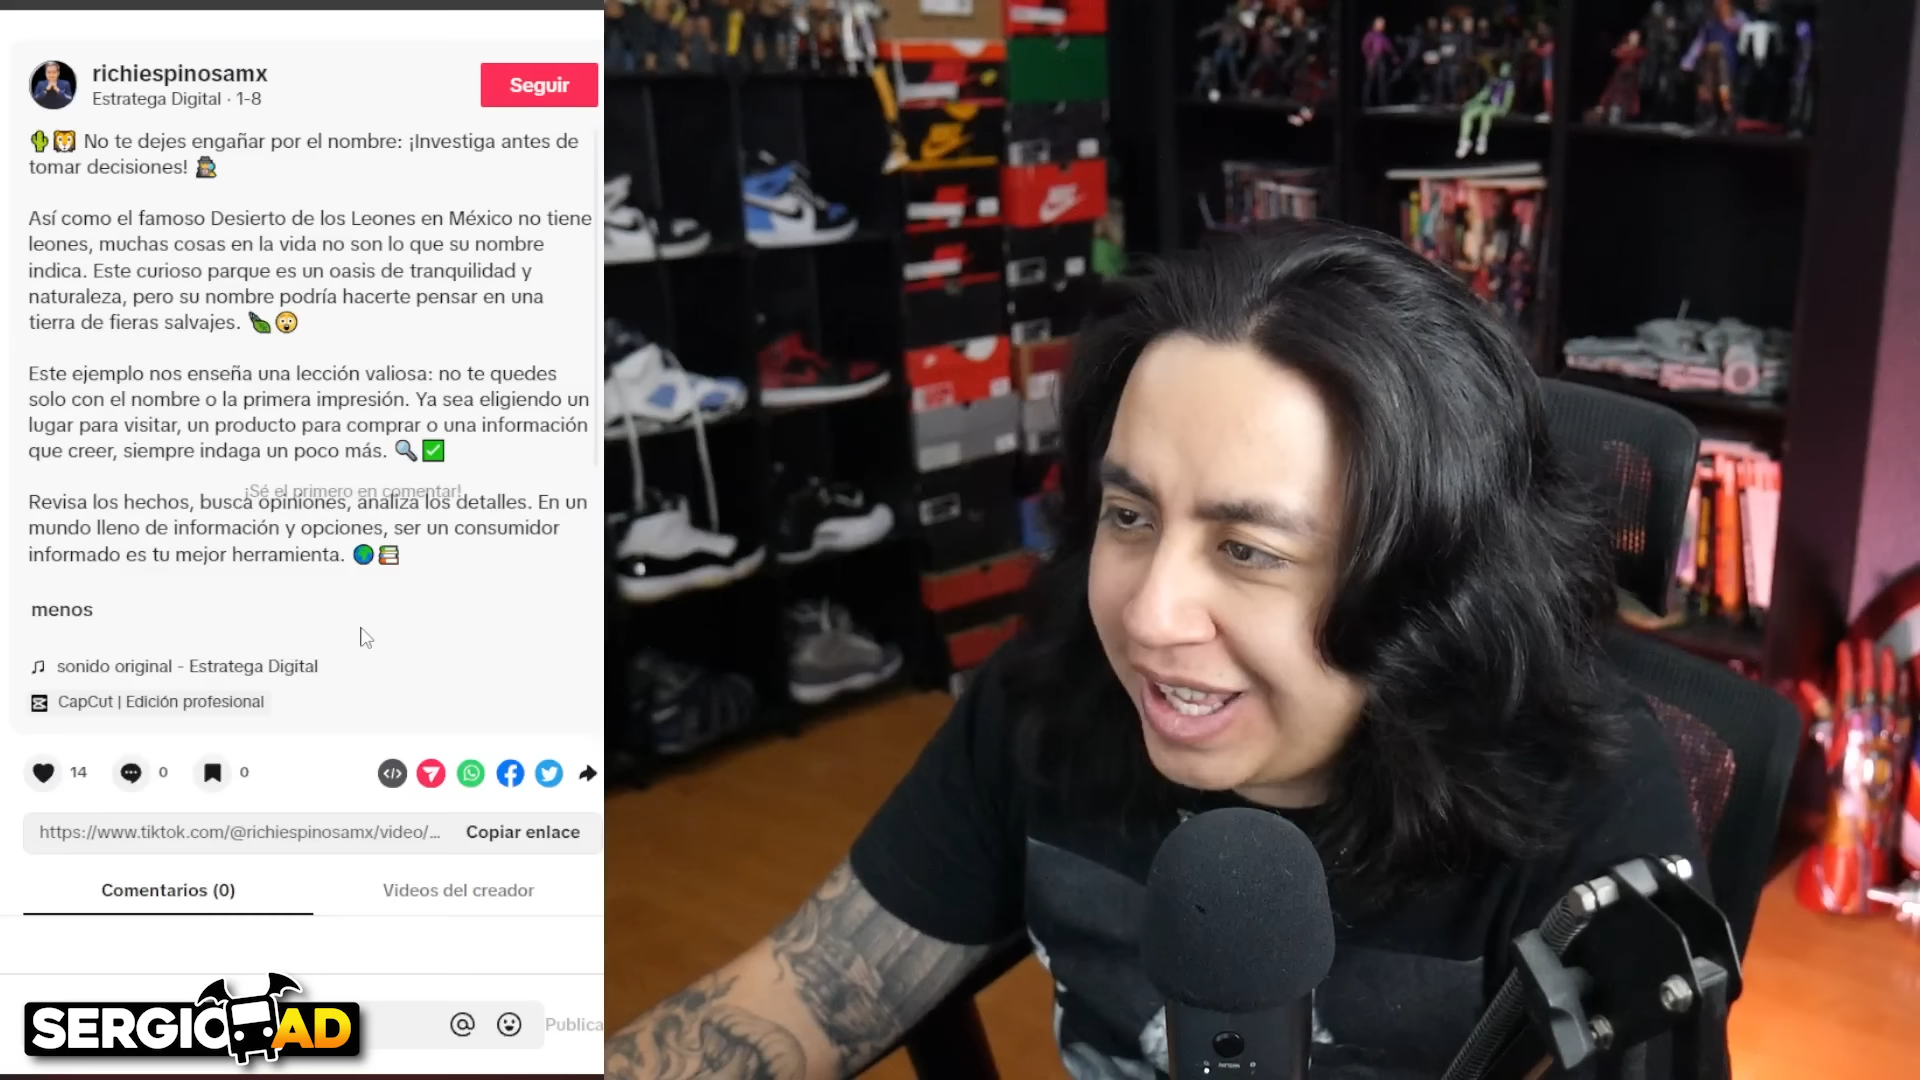 richiespinosamx
Estratega Digital · 1-8
Seguir
🌵🦁 No te dejes engañar por el nombre: ¡Investiga antes de
tomar decisiones! 🕵️
Así como el famoso Desierto de los Leones en México no tiene
leones, muchas cosas en la vida no son lo que su nombre
indica. Este curioso parque es un oasis de tranquilidad y
naturaleza, pero su nombre podría hacerte pensar en una
tierra de fieras salvajes. 🍃😲
Este ejemplo nos enseña una lección valiosa: no te quedes
solo con el nombre o la primera impresión. Ya sea eligiendo un
lugar para visitar, un producto para comprar o una información
que creer, siempre indaga un poco más. 🔍✅
¡Sé el primero en comentar!
Revisa los hechos, busca opiniones, analiza los detalles. En un
mundo lleno de información y opciones, ser un consumidor
informado es tu mejor herramienta. 🌍📚
menos
sonido original - Estratega Digital
CapCut | Edición profesional
14
0
0
https://www.tiktok.com/@richiespinosamx/video/...
Copiar enlace
Comentarios (0)
Videos del creador
Publica
SERGIO AD